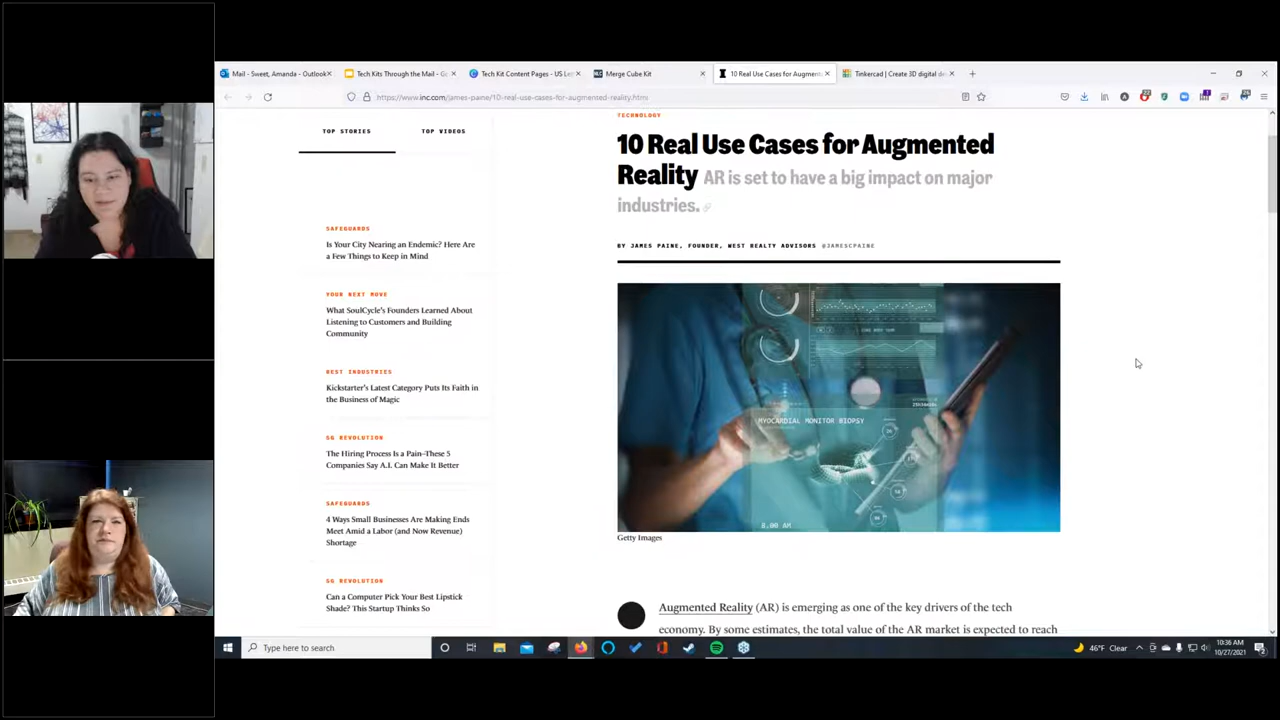 Mail - Sweet, Amanda - Outlook
Tech Kits Through the Mail - Go
Tech Kit Content Pages - US Let
Merge Cube Kit
10 Real Use Cases for Augment
Tinkercad | Create 3D digital de
https://www.inc.com/james-paine/10-real-use-cases-for-augmented-reality.html
TOP STORIES
TOP VIDEOS
SAFEGUARDS
Is Your City Nearing an Endemic? Here Are
a Few Things to Keep in Mind
YOUR NEXT MOVE
What SoulCycle's Founders Learned About
Listening to Customers and Building
Community
BEST INDUSTRIES
Kickstarter's Latest Category Puts Its Faith in
the Business of Magic
5G REVOLUTION
The Hiring Process Is a Pain–These 5
Companies Say A.I. Can Make It Better
SAFEGUARDS
4 Ways Small Businesses Are Making Ends
Meet Amid a Labor (and Now Revenue)
Shortage
5G REVOLUTION
Can a Computer Pick Your Best Lipstick
Shade? This Startup Thinks So
TECHNOLOGY
10 Real Use Cases for Augmented
Reality AR is set to have a big impact on major
industries.
BY JAMES PAINE, FOUNDER, WEST REALTY ADVISORS @JAMESCPAINE
MYOCARDIAL MONITOR BIOPSY
8.00 AM
Getty Images
Augmented Reality (AR) is emerging as one of the key drivers of the tech
economy. By some estimates, the total value of the AR market is expected to reach
Type here to search
46°F Clear
10:36 AM
10/27/2021